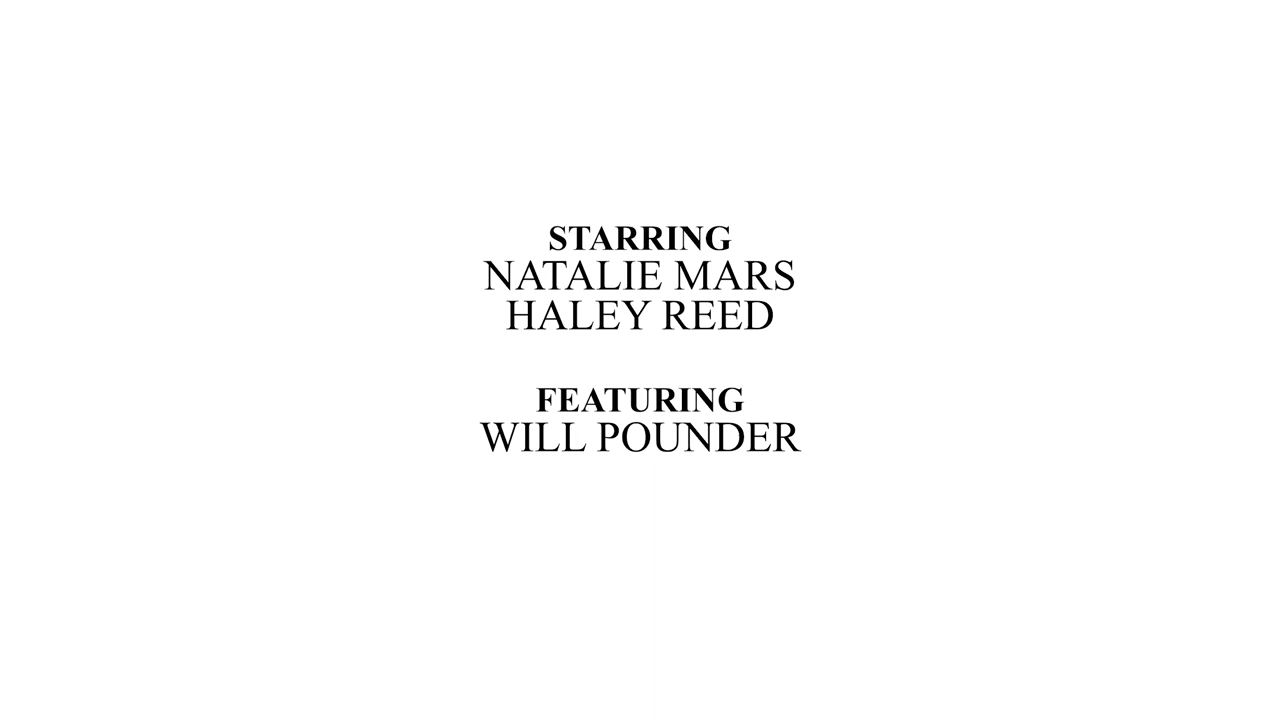 STARRING
NATALIE MARS
HALEY REED
FEATURING
WILL POUNDER